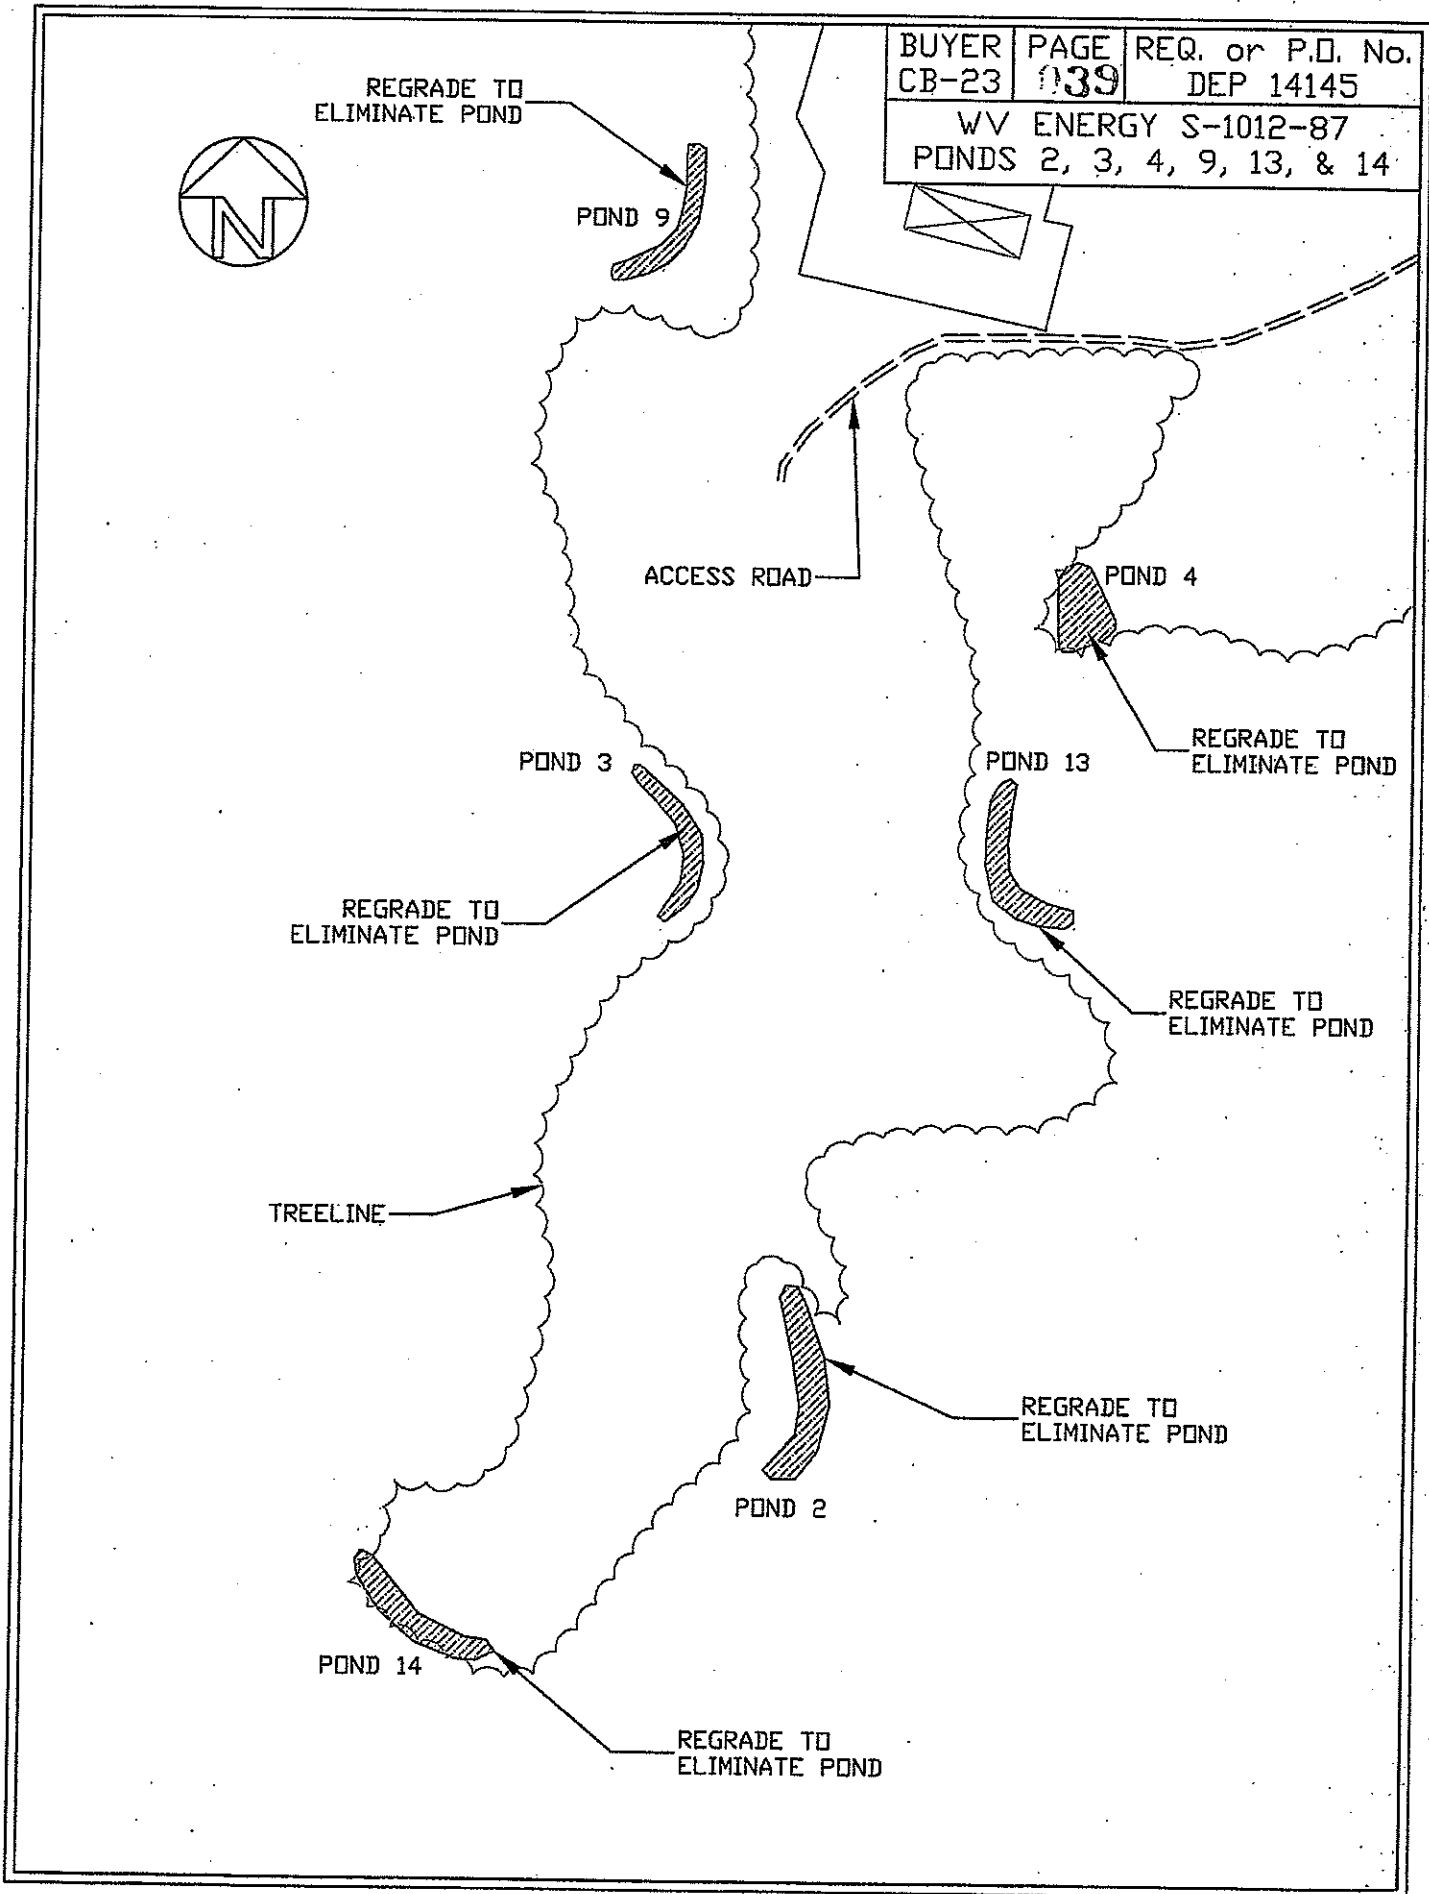 BUYER PAGE REQ. or P.O. No.
CB-23 039 DEP 14145
WV ENERGY S-1012-87
PONDS 2, 3, 4, 9, 13, & 14
REGRADE TO
ELIMINATE POND
N
POND 9
ACCESS ROAD
POND 4
REGRADE TO
ELIMINATE POND
POND 3
POND 13
REGRADE TO
ELIMINATE POND
REGRADE TO
ELIMINATE POND
TREELINE
REGRADE TO
ELIMINATE POND
POND 2
POND 14
REGRADE TO
ELIMINATE POND